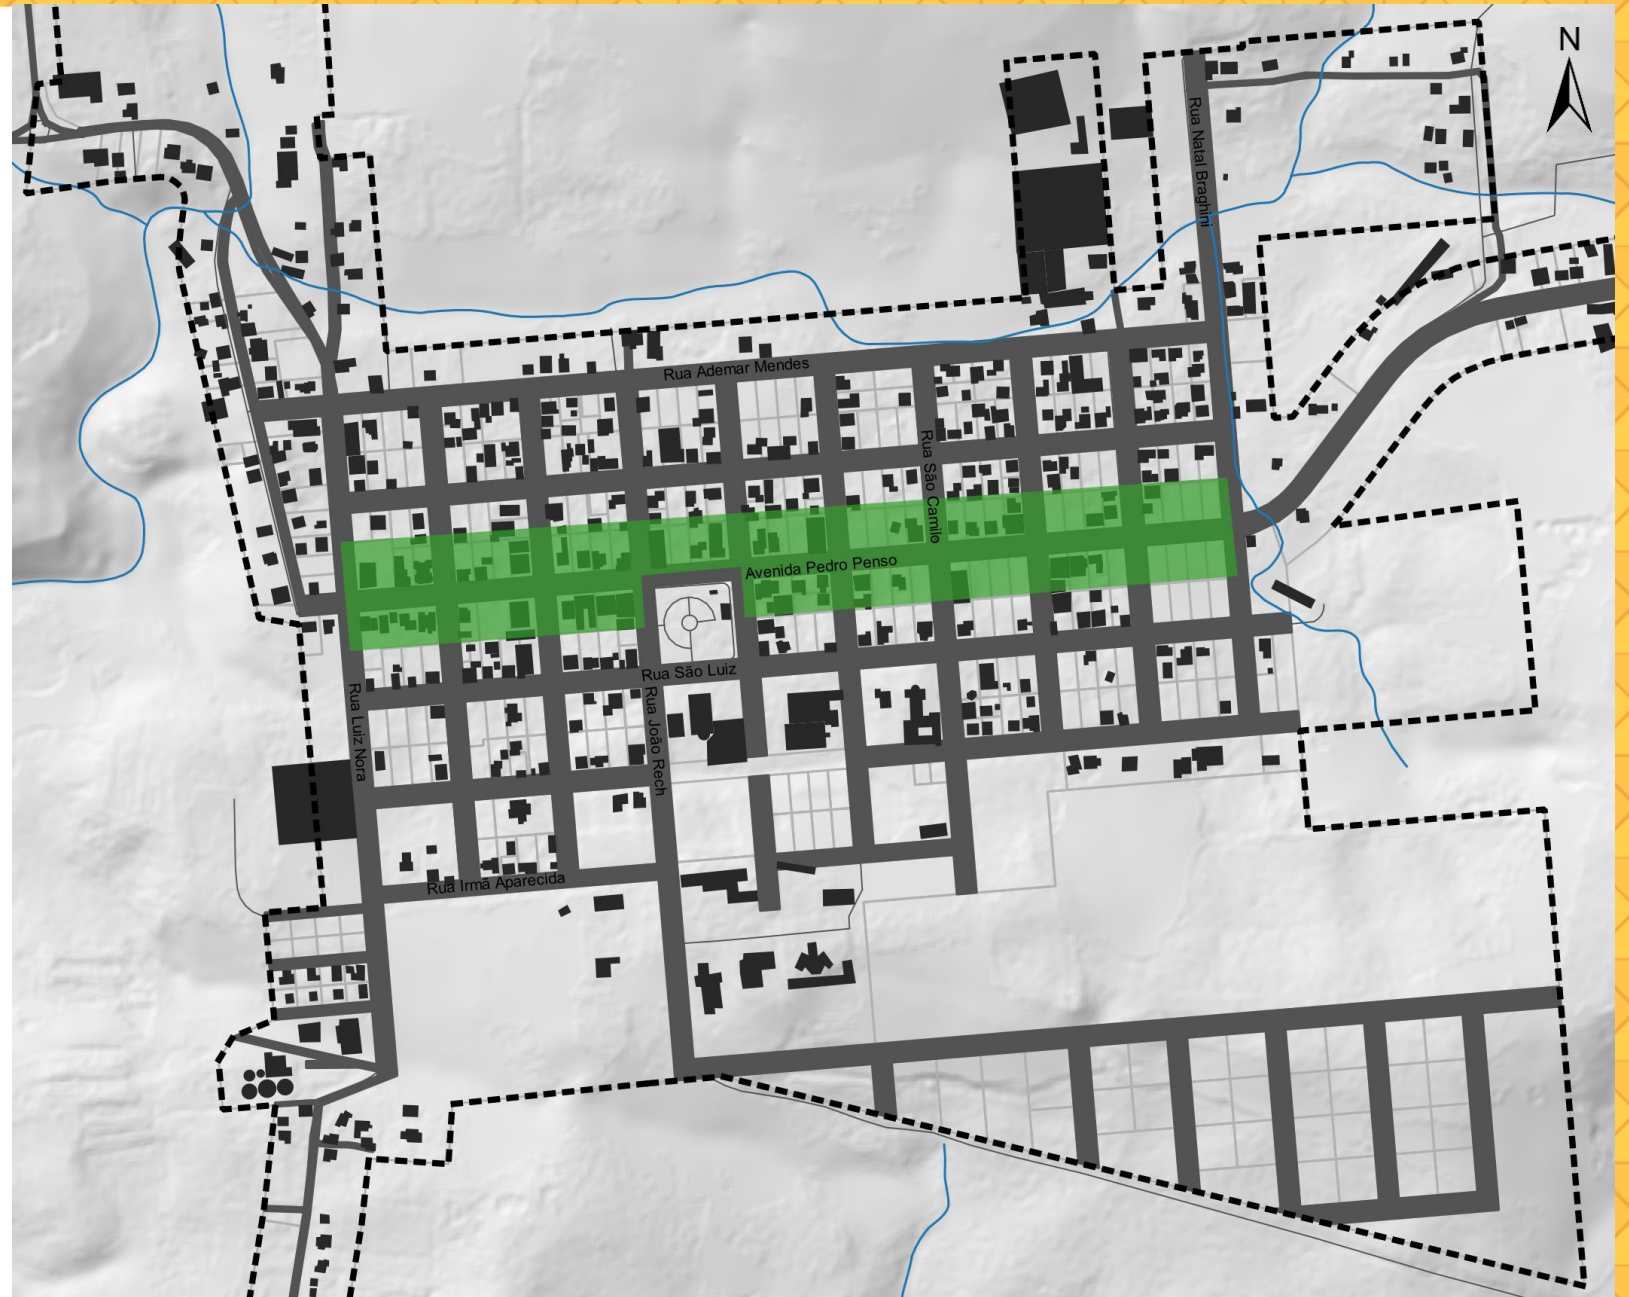 N
Rua Natal Braghini
Rua Ademar Mendes
Rua São Camilo
Avenida Pedro Penso
Rua São Luiz
Rua Luiz Nora
Rua João Rech
Rua Irmã Aparecida